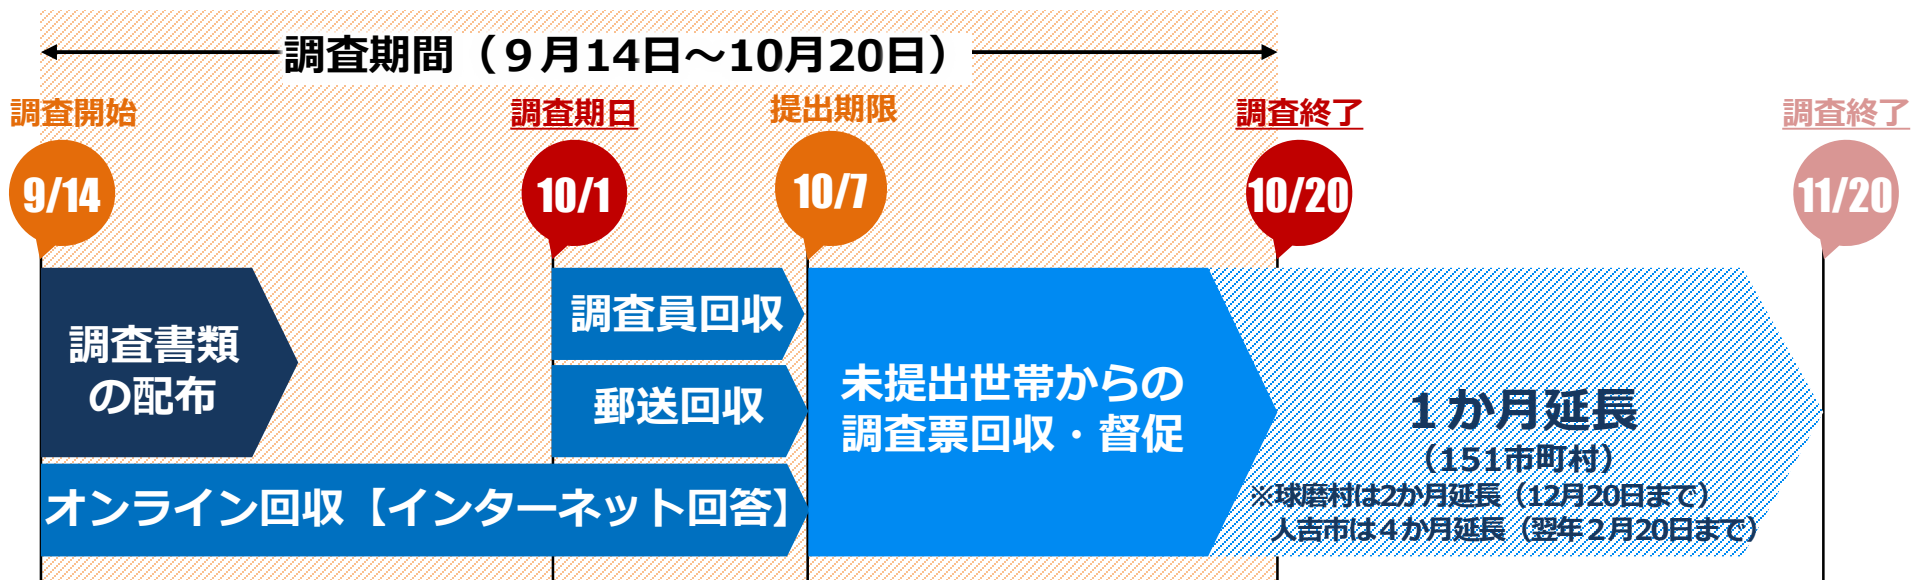 調査期間（９月14日～10月20日）
調査開始
調査期日
提出期限
調査終了
調査終了
9/14
10/1
10/7
10/20
11/20
調査書類
の配布
調査員回収
郵送回収
オンライン回収【インターネット回答】
未提出世帯からの
調査票回収・督促
１か月延長
（151市町村）
※球磨村は2か月延長（12月20日まで）
人吉市は４か月延長（翌年２月20日まで）